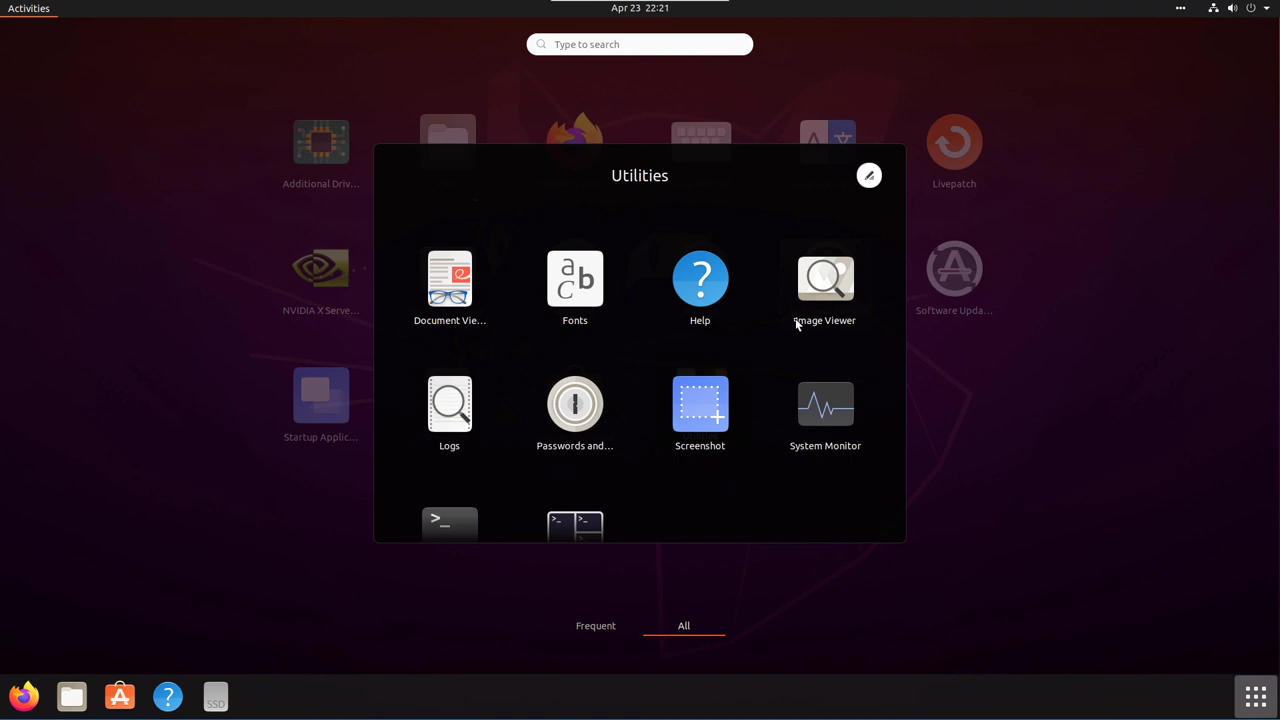 Activities
Apr 23 22:21
Type to search
Additional Driv...
Livepatch
Utilities
NVIDIA X Serve...
Software Upda...
Document Vie...
Fonts
Help
Image Viewer
Startup Applic...
Logs
Passwords and...
Screenshot
System Monitor
Frequent
All
SSD